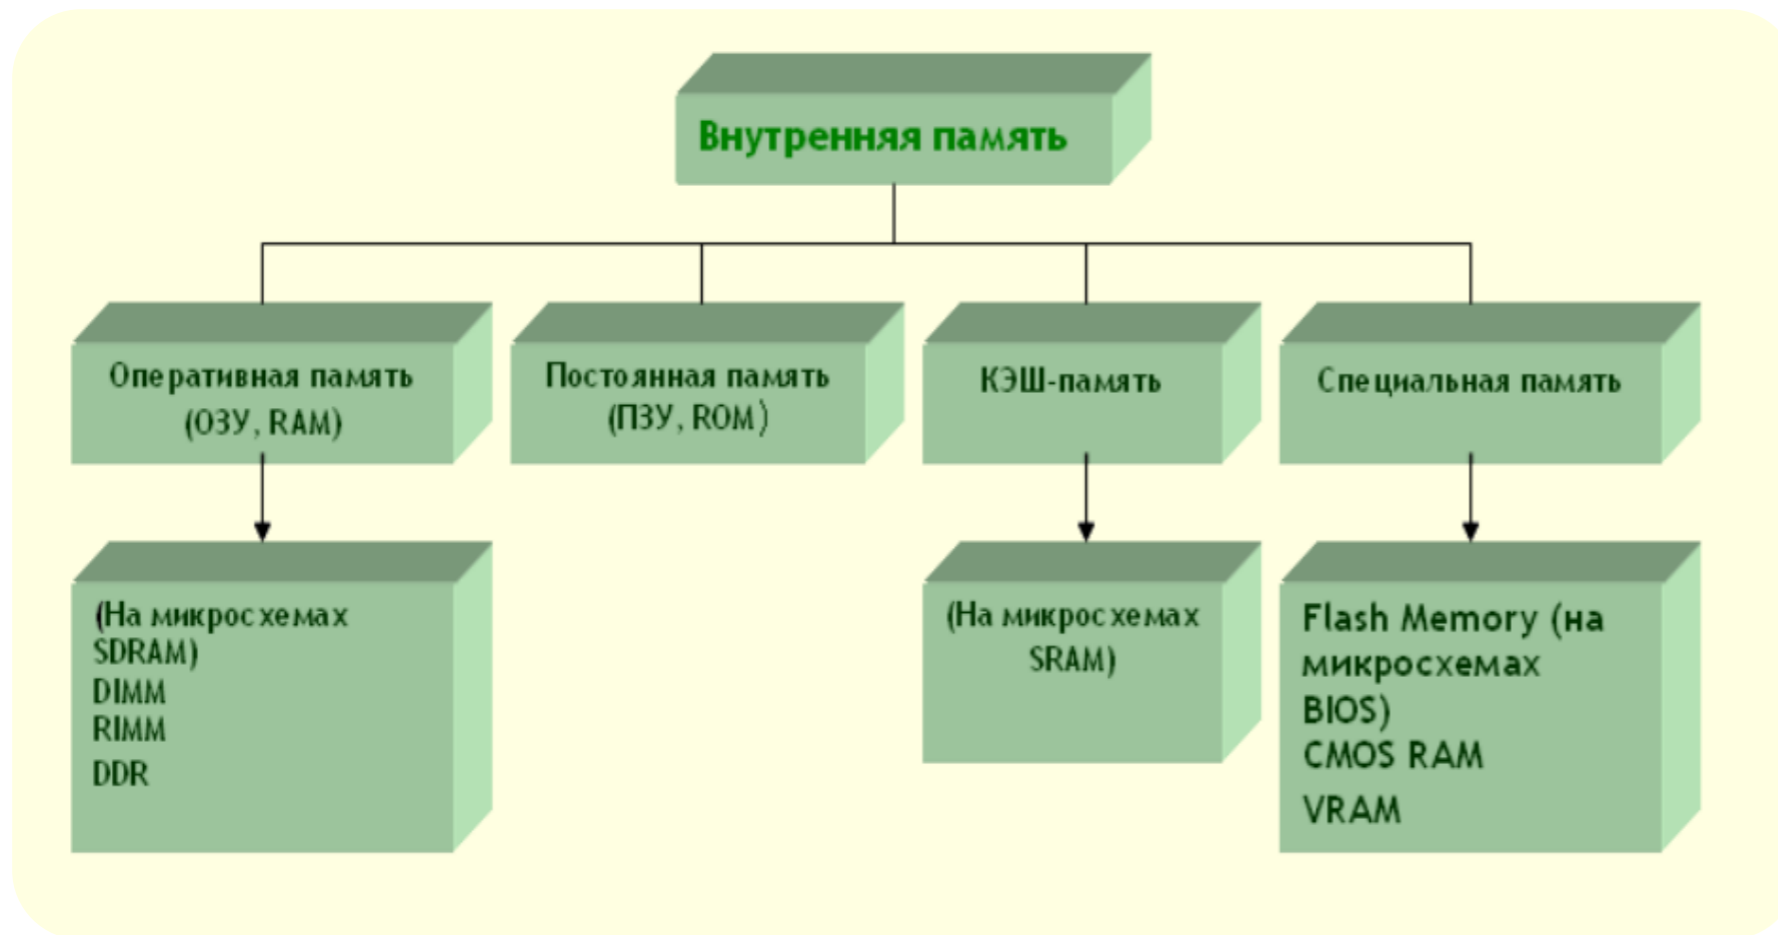 Внутренняя память
Оперативная память
(ОЗУ, RAM)
Постоянная память
(ПЗУ, ROM)
КЭШ-память
Специальная память
(На микросхемах
SDRAM)
DIMM
RIMM
DDR
(На микросхемах
SRAM)
Flash Memory (на
микросхемах
BIOS)
CMOS RAM
VRAM